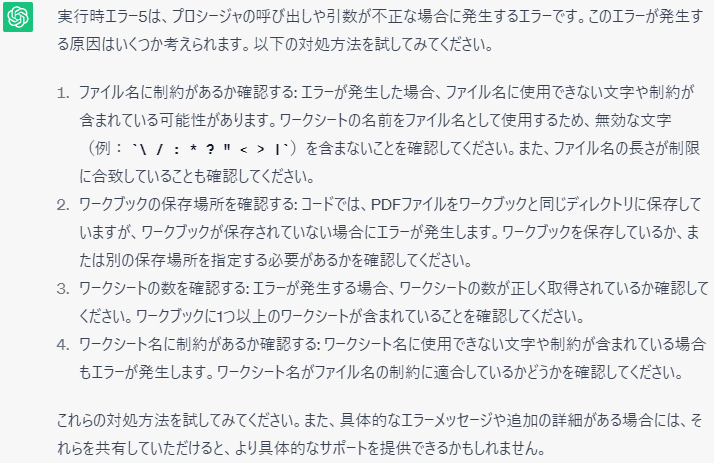 実行時エラー5は、プロシージャの呼び出しや引数が不正な場合に発生するエラーです。このエラーが発生す
る原因はいくつか考えられます。以下の対処方法を試してみてください。
1. ファイル名に制約があるか確認する: エラーが発生した場合、ファイル名に使用できない文字や制約が
含まれている可能性があります。ワークシートの名前をファイル名として使用するため、無効な文字
（例： `\ / : * ? " < > |`）を含まないことを確認してください。また、ファイル名の長さが制限
に合致していることも確認してください。
2. ワークブックの保存場所を確認する: コードでは、PDFファイルをワークブックと同じディレクトリに保存して
いますが、ワークブックが保存されていない場合にエラーが発生します。ワークブックを保存しているか、ま
たは別の保存場所を指定する必要があるかを確認してください。
3. ワークシートの数を確認する: エラーが発生する場合、ワークシートの数が正しく取得されているか確認して
ください。ワークブックに1つ以上のワークシートが含まれていることを確認してください。
4. ワークシート名に制約があるか確認する: ワークシート名に使用できない文字や制約が含まれている場合
もエラーが発生します。ワークシート名がファイル名の制約に適合しているかどうかを確認してください。
これらの対処方法を試してみてください。また、具体的なエラーメッセージや追加の詳細がある場合には、そ
れらを共有していただけると、より具体的なサポートを提供できるかもしれません。